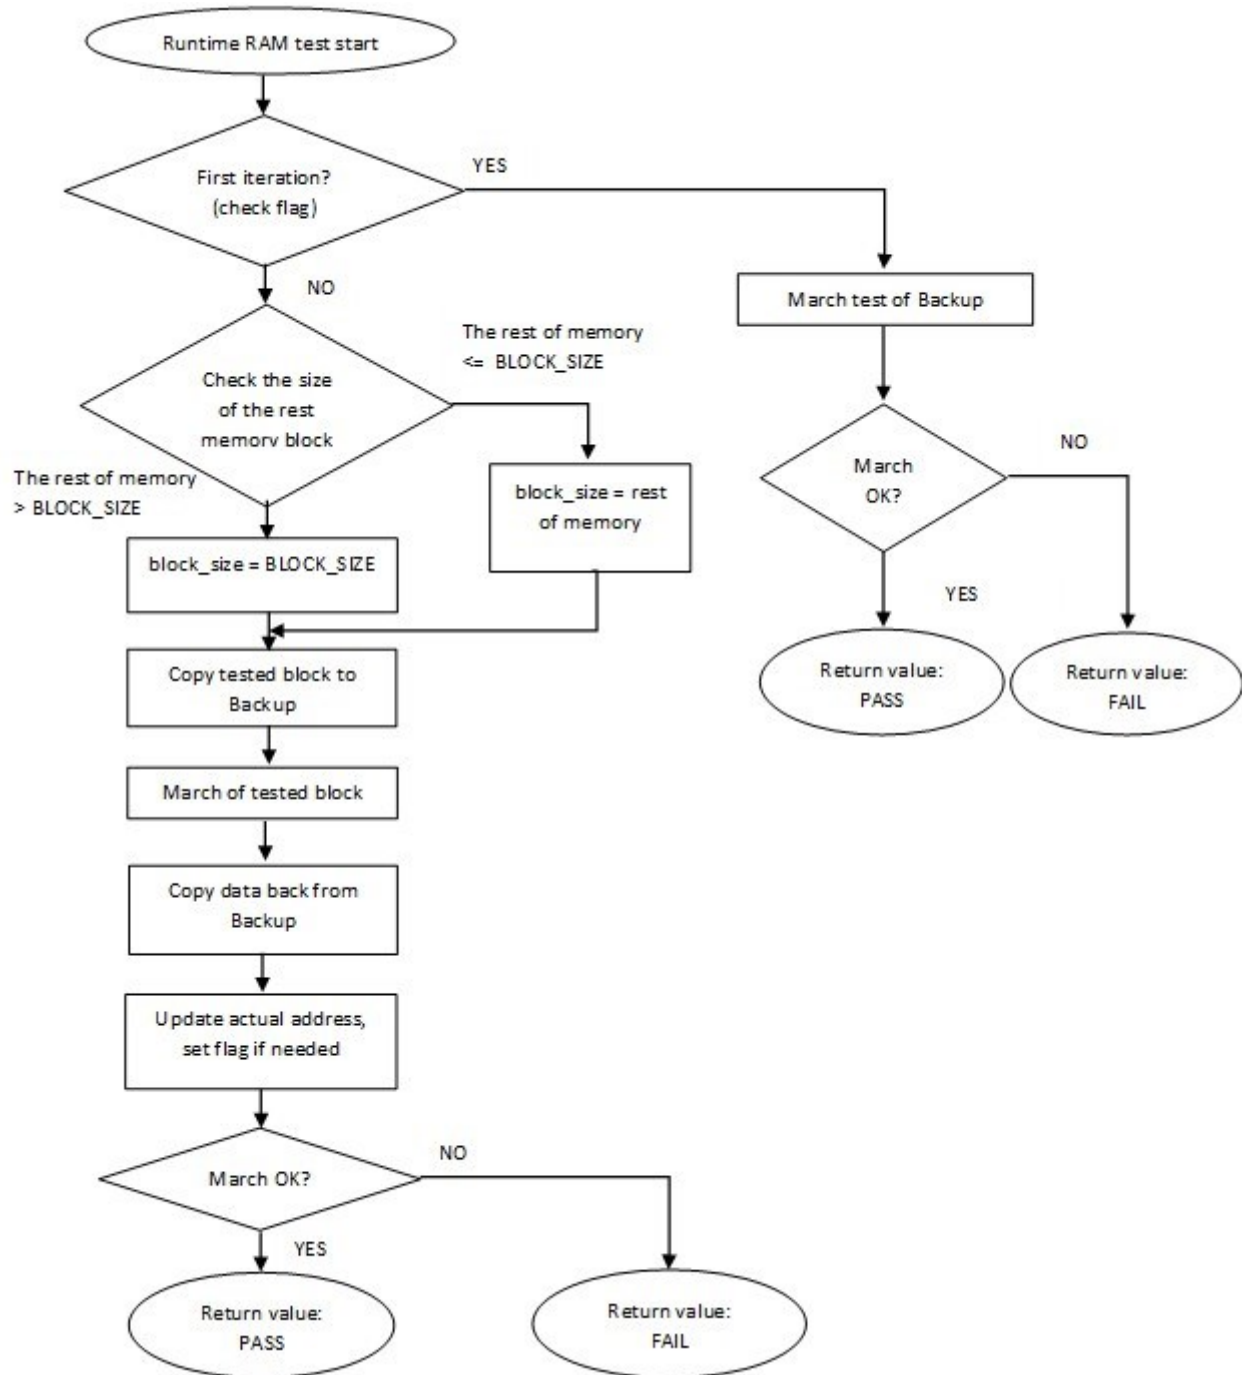 Runtime RAM test start
First iteration?
(check flag)
YES
NO
March test of Backup
The rest of memory
<= BLOCK_SIZE
Check the size
of the rest
memory block
The rest of memory
> BLOCK_SIZE
block_size = rest
of memory
March
OK?
NO
block_size = BLOCK_SIZE
YES
Copy tested block to
Backup
Return value:
PASS
Return value:
FAIL
March of tested block
Copy data back from
Backup
Update actual address,
set flag if needed
March OK?
NO
YES
Return value:
PASS
Return value:
FAIL